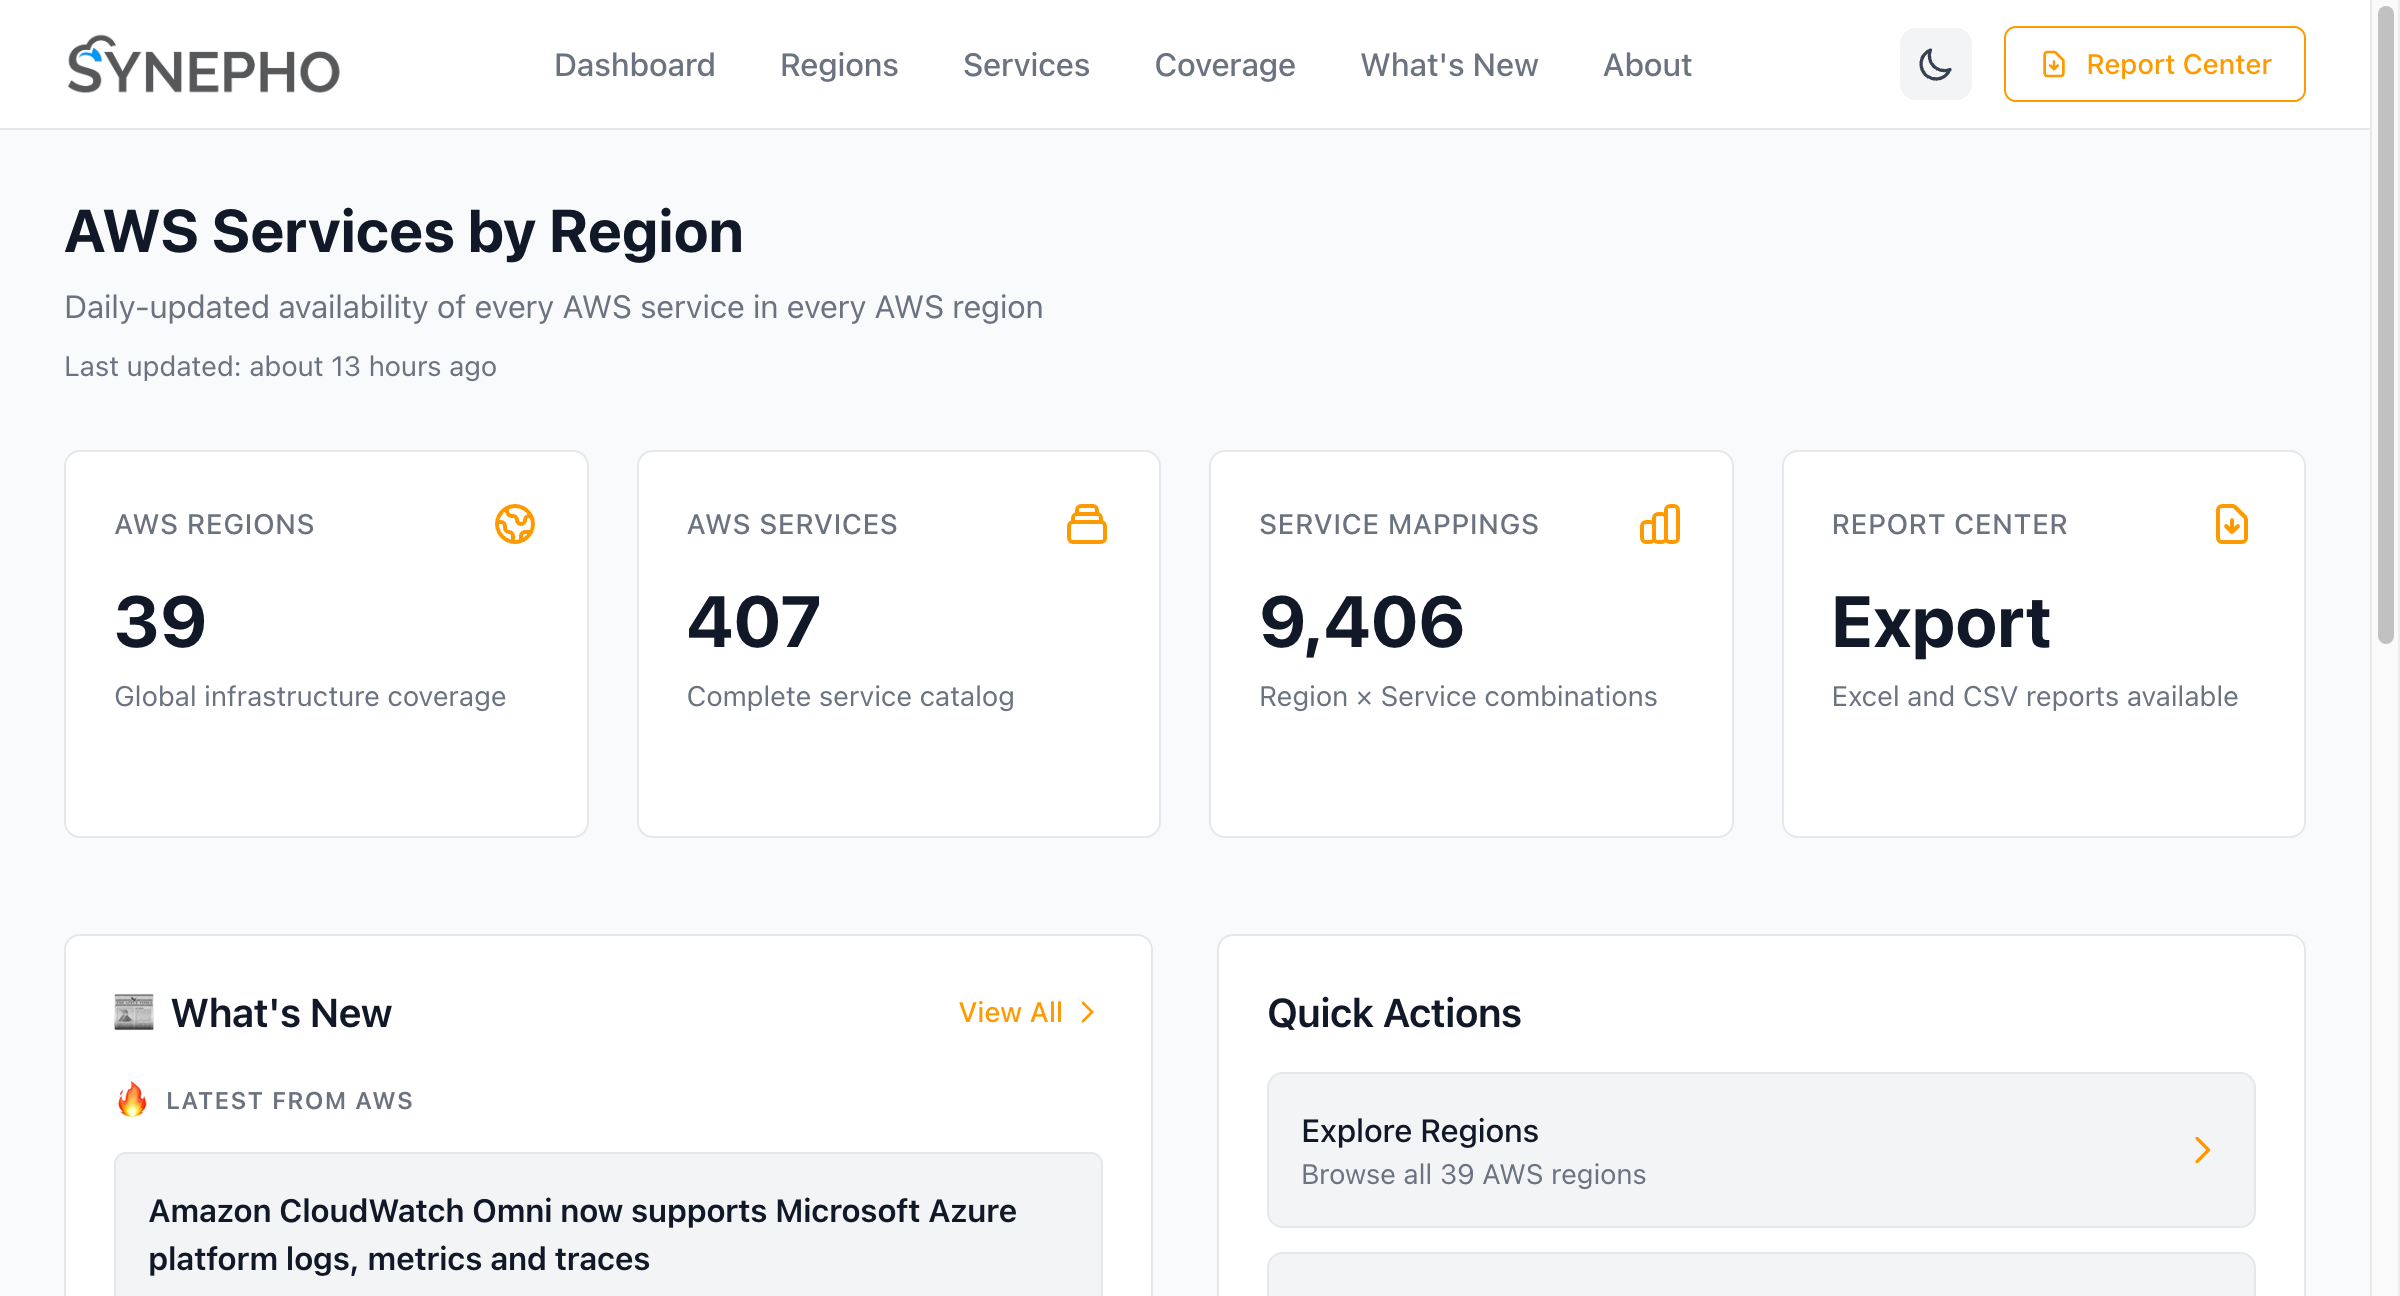 SYNEPHO
Dashboard
Regions
Services
Coverage
What's New
About
Report Center
AWS Services by Region
Daily-updated availability of every AWS service in every AWS region
Last updated: about 13 hours ago
AWS REGIONS
39
Global infrastructure coverage
AWS SERVICES
407
Complete service catalog
SERVICE MAPPINGS
9,406
Region × Service combinations
REPORT CENTER
Export
Excel and CSV reports available
What's New
View All
LATEST FROM AWS
Amazon CloudWatch Omni now supports Microsoft Azure
platform logs, metrics and traces
Quick Actions
Explore Regions
Browse all 39 AWS regions